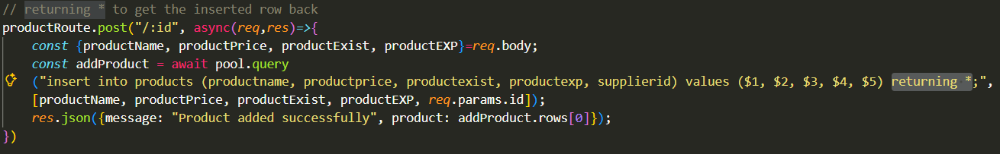 // returning * to get the inserted row back
productRoute.post("/:id", async(req,res)=>{
    const {productName, productPrice, productExist, productEXP}=req.body;
    const addProduct = await pool.query
    ("insert into products (productname, productprice, productexist, productexp, supplierid) values ($1, $2, $3, $4, $5) returning *;",
    [productName, productPrice, productExist, productEXP, req.params.id]);
    res.json({message: "Product added successfully", product: addProduct.rows[0]});
})